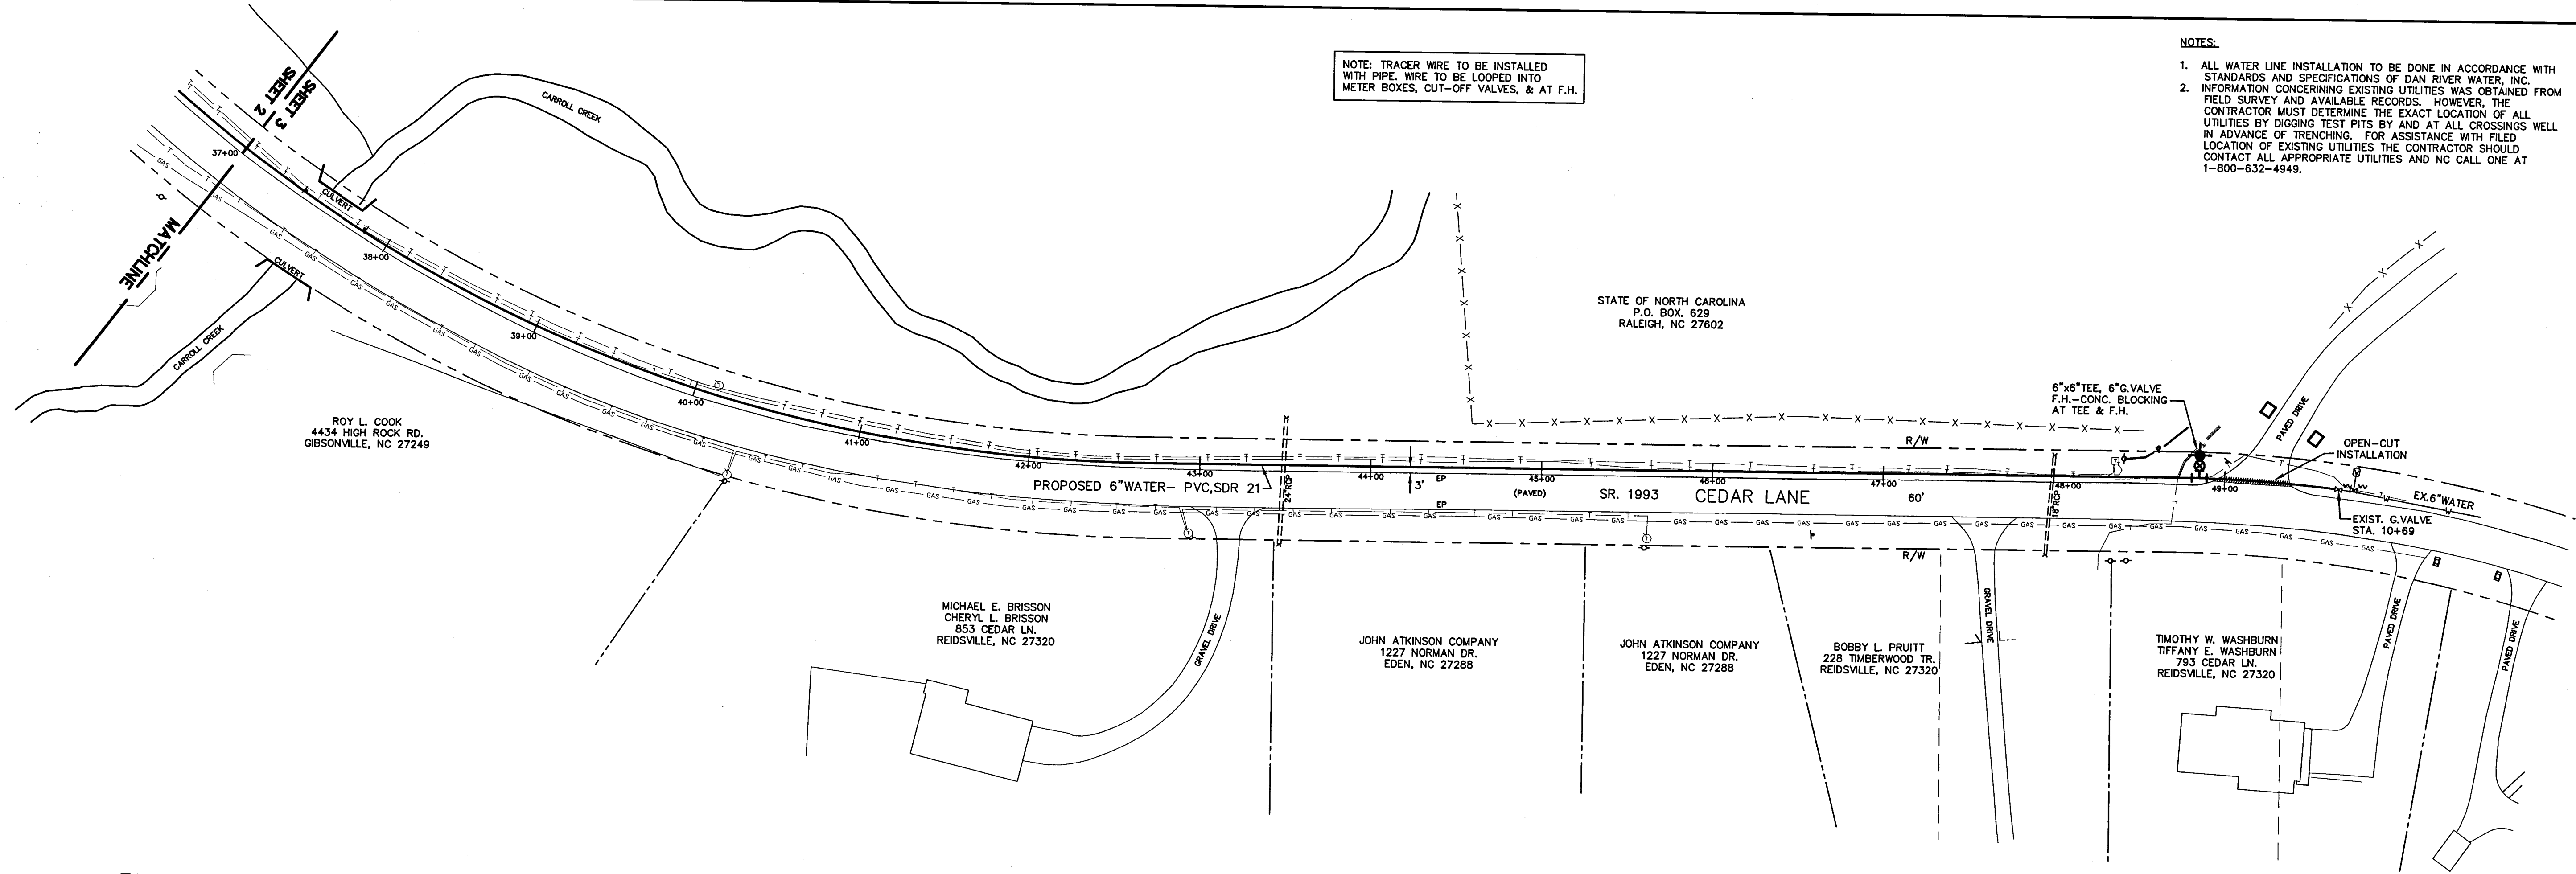 NOTE: TRACER WIRE TO BE INSTALLED
WITH PIPE. WIRE TO BE LOOPED INTO
METER BOXES, CUT-OFF VALVES, & AT F.H.
NOTES:
1. ALL WATER LINE INSTALLATION TO BE DONE IN ACCORDANCE WITH
STANDARDS AND SPECIFICATIONS OF DAN RIVER WATER, INC.
2. INFORMATION CONCERINING EXISTING UTILITIES WAS OBTAINED FROM
FIELD SURVEY AND AVAILABLE RECORDS. HOWEVER, THE
CONTRACTOR MUST DETERMINE THE EXACT LOCATION OF ALL
UTILITIES BY DIGGING TEST PITS BY AND AT ALL CROSSINGS WELL
IN ADVANCE OF TRENCHING. FOR ASSISTANCE WITH FILED
LOCATION OF EXISTING UTILITIES THE CONTRACTOR SHOULD
CONTACT ALL APPROPRIATE UTILITIES AND NC CALL ONE AT
1-800-632-4949.
SHEET 3
SHEET 2
MATCHLINE
CARROLL CREEK
CULVERT
CULVERT
CARROLL CREEK
37+00
38+00
39+00
40+00
41+00
42+00
43+00
44+00
45+00
46+00
47+00
48+00
49+00
ROY L. COOK
4434 HIGH ROCK RD.
GIBSONVILLE, NC 27249
STATE OF NORTH CAROLINA
P.O. BOX. 629
RALEIGH, NC 27602
6"x6"TEE, 6"G.VALVE
F.H.-CONC. BLOCKING
AT TEE & F.H.
PAVED DRIVE
OPEN-CUT
INSTALLATION
R/W
PROPOSED 6"WATER- PVC,SDR 21
24"RCP
EP
3'
EP
(PAVED)
SR. 1993
CEDAR LANE
60'
18"RCP
EX.6"WATER
EXIST. G.VALVE
STA. 10+69
R/W
GAS
MICHAEL E. BRISSON
CHERYL L. BRISSON
853 CEDAR LN.
REIDSVILLE, NC 27320
GRAVEL DRIVE
JOHN ATKINSON COMPANY
1227 NORMAN DR.
EDEN, NC 27288
JOHN ATKINSON COMPANY
1227 NORMAN DR.
EDEN, NC 27288
BOBBY L. PRUITT
228 TIMBERWOOD TR.
REIDSVILLE, NC 27320
GRAVEL DRIVE
TIMOTHY W. WASHBURN
TIFFANY E. WASHBURN
793 CEDAR LN.
REIDSVILLE, NC 27320
PAVED DRIVE
PAVED DRIVE